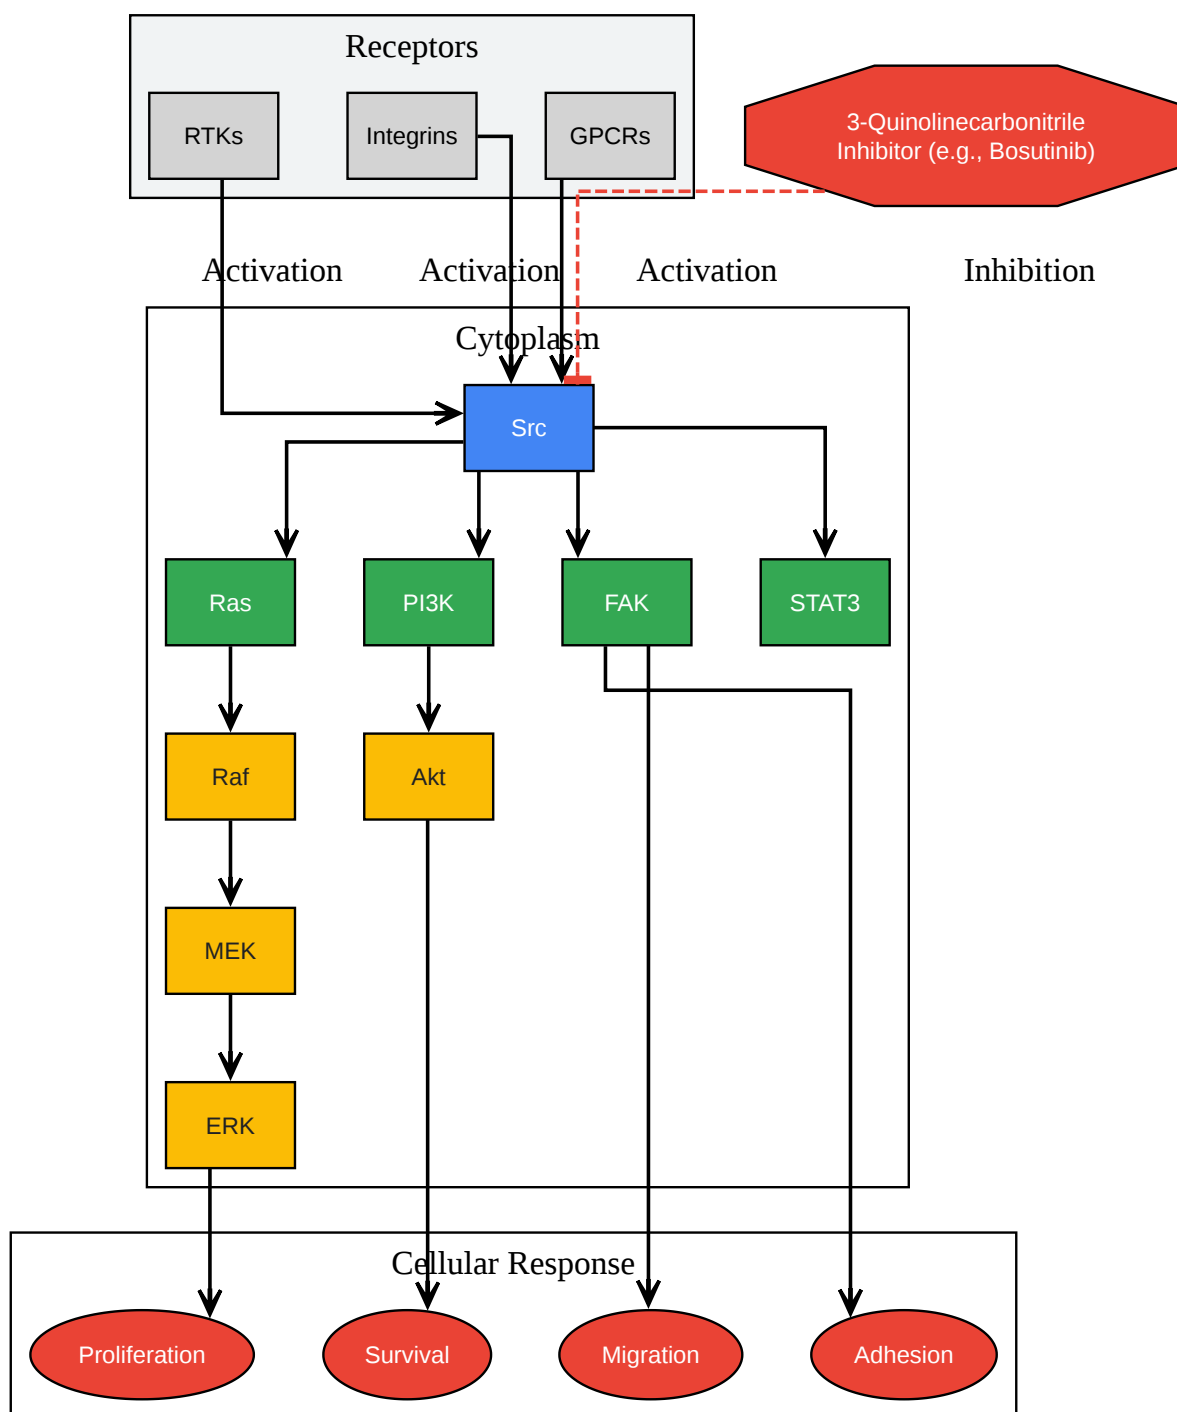 Receptors
RTKs
Integrins
GPCRs
3-Quinolinecarbonitrile
Inhibitor (e.g., Bosutinib)
Activation
Activation
Activation
Inhibition
Cytoplasm
Src
Ras
PI3K
FAK
STAT3
Raf
Akt
MEK
ERK
Cellular Response
Proliferation
Survival
Migration
Adhesion